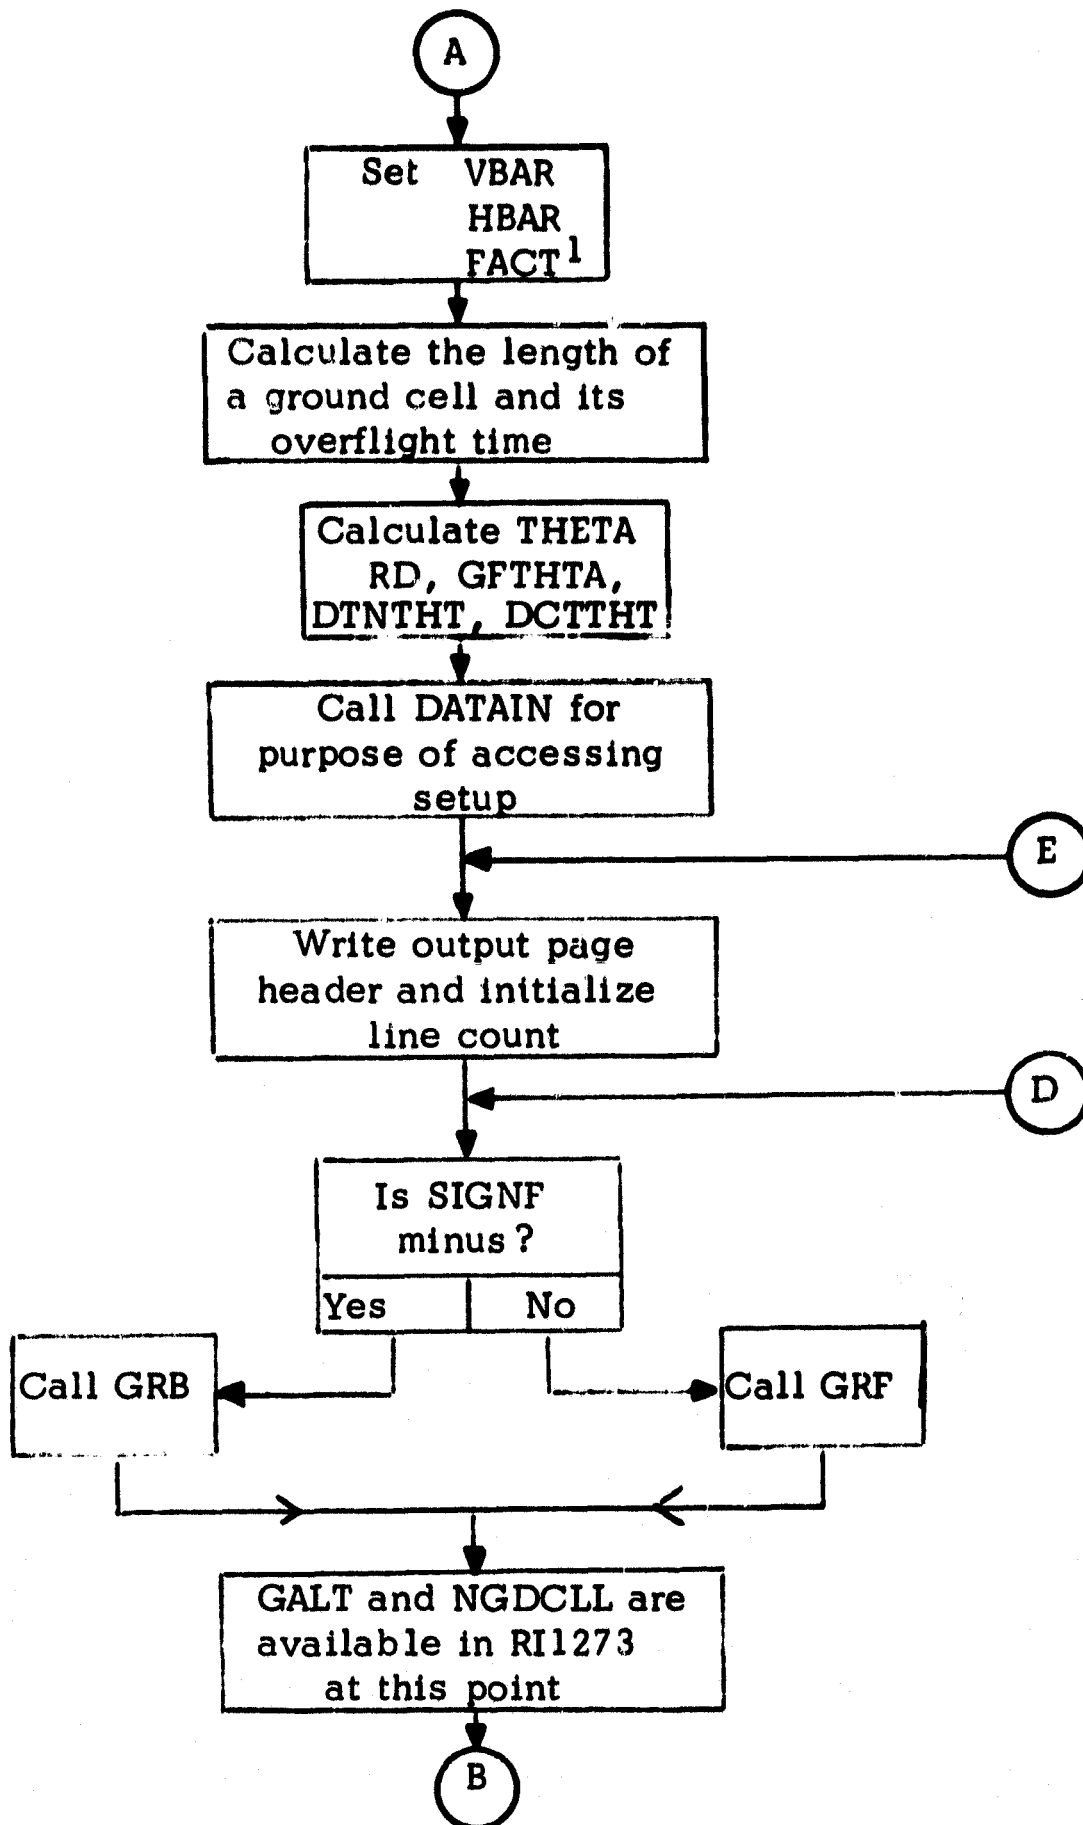 A
Set VBAR
HBAR
FACT1
Calculate the length of
a ground cell and its
overflight time
Calculate THETA
RD, GFTHTA,
DTNTHT, DCTTHT
Call DATAIN for
purpose of accessing
setup
E
Write output page
header and initialize
line count
D
Is SIGNF
minus?
Yes No
Call GRB
Call GRF
GALT and NGDCLL are
available in RI1273
at this point
B